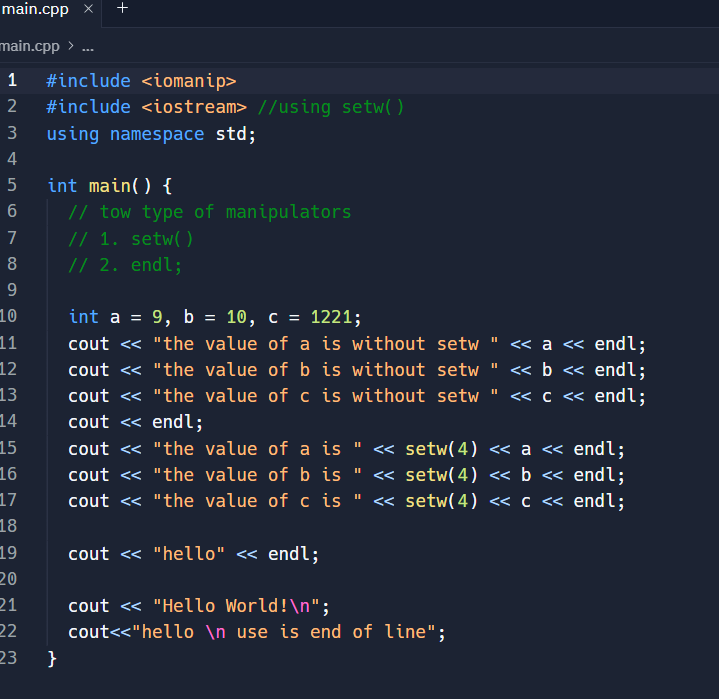 main.cpp × +
main.cpp > ...
1 #include <iomanip>
2 #include <iostream> //using setw()
3 using namespace std;
4
5 int main() {
6 // tow type of manipulators
7 // 1. setw()
8 // 2. endl;
9
10 int a = 9, b = 10, c = 1221;
11 cout << "the value of a is without setw " << a << endl;
12 cout << "the value of b is without setw " << b << endl;
13 cout << "the value of c is without setw " << c << endl;
14 cout << endl;
15 cout << "the value of a is " << setw(4) << a << endl;
16 cout << "the value of b is " << setw(4) << b << endl;
17 cout << "the value of c is " << setw(4) << c << endl;
18
19 cout << "hello" << endl;
20
21 cout << "Hello World!\n";
22 cout<<"hello \n use is end of line";
23 }